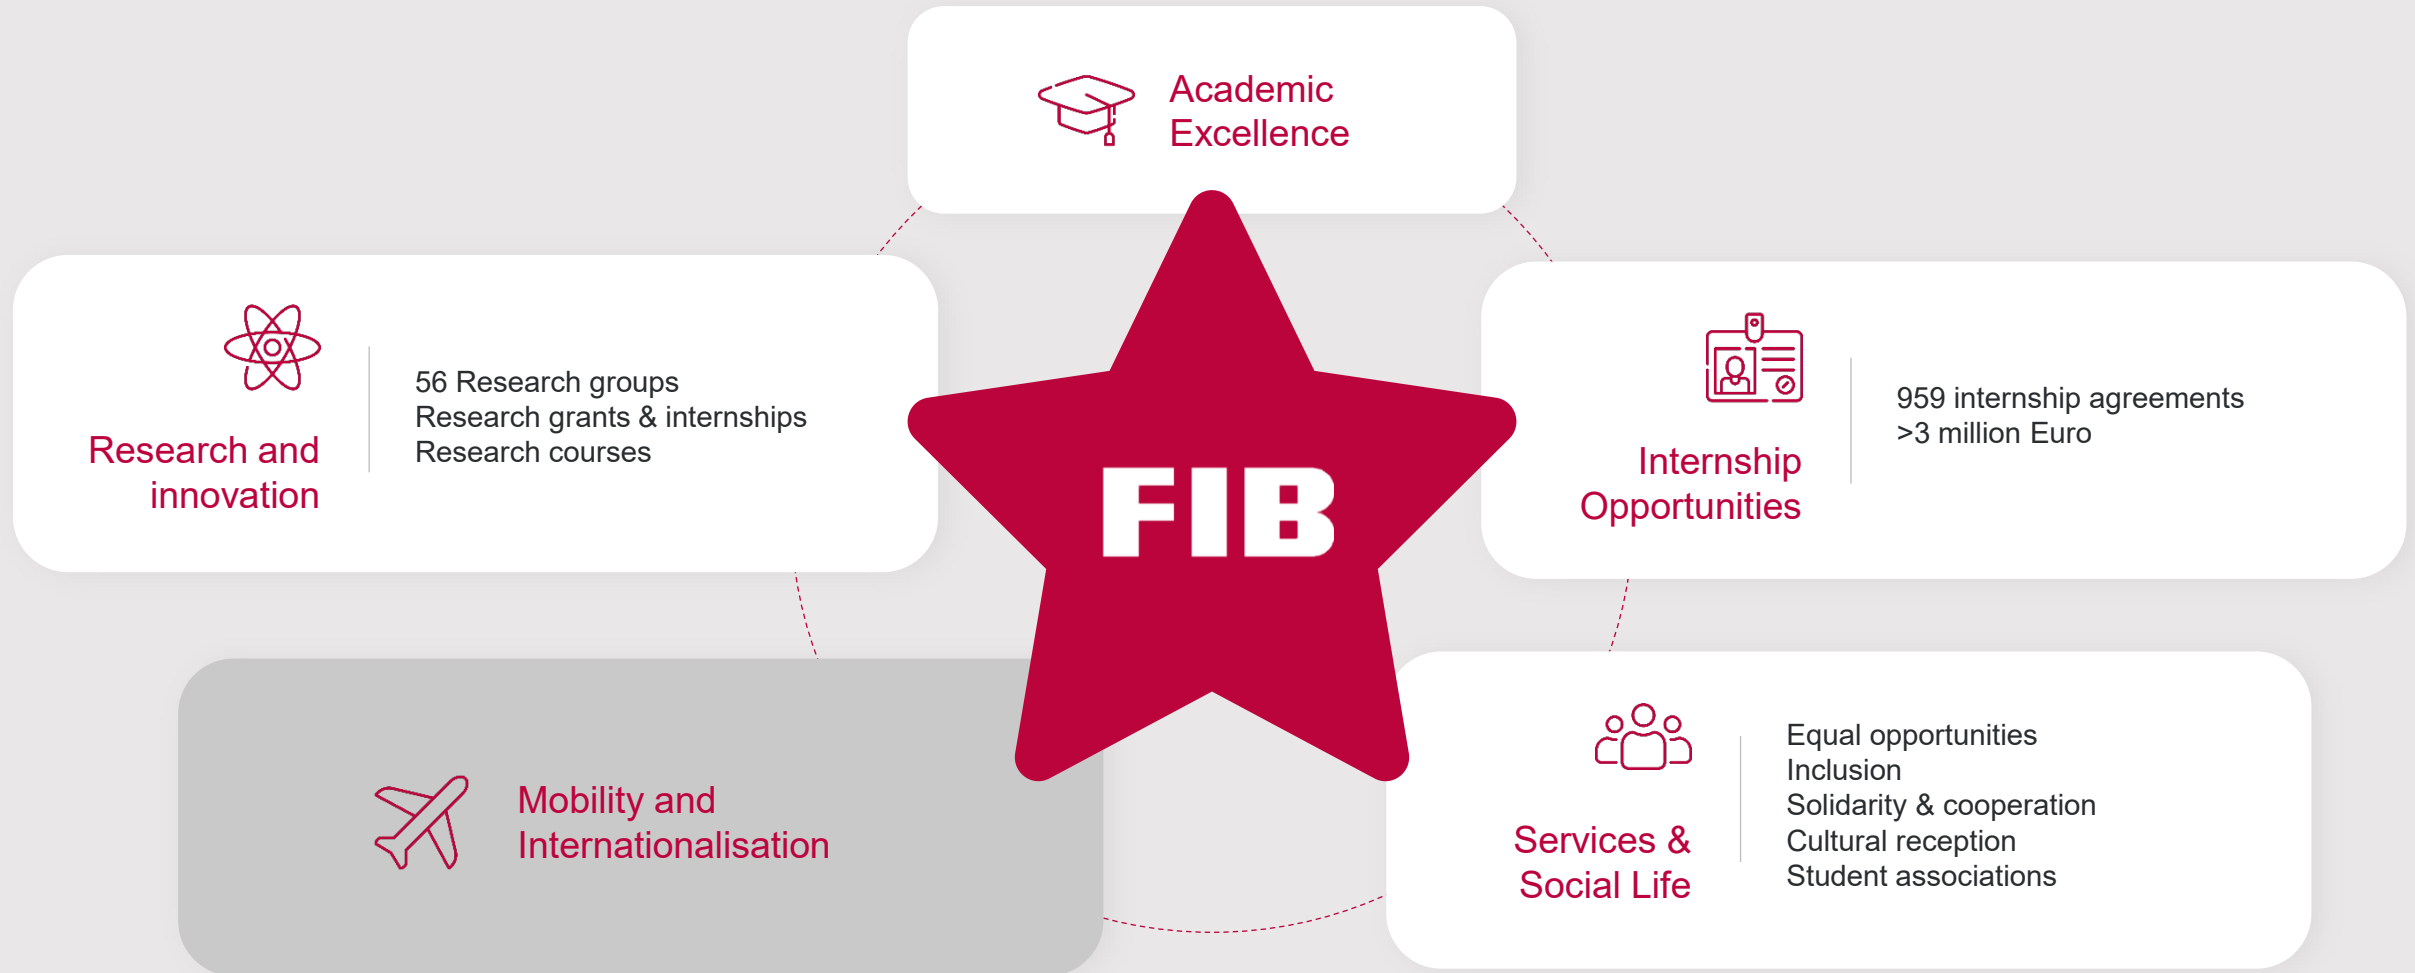 Academic
Excellence
Research and
innovation
56 Research groups
Research grants & internships
Research courses
FIB
Internship
Opportunities
959 internship agreements
>3 million Euro
Mobility and
Internationalisation
Services &
Social Life
Equal opportunities
Inclusion
Solidarity & cooperation
Cultural reception
Student associations